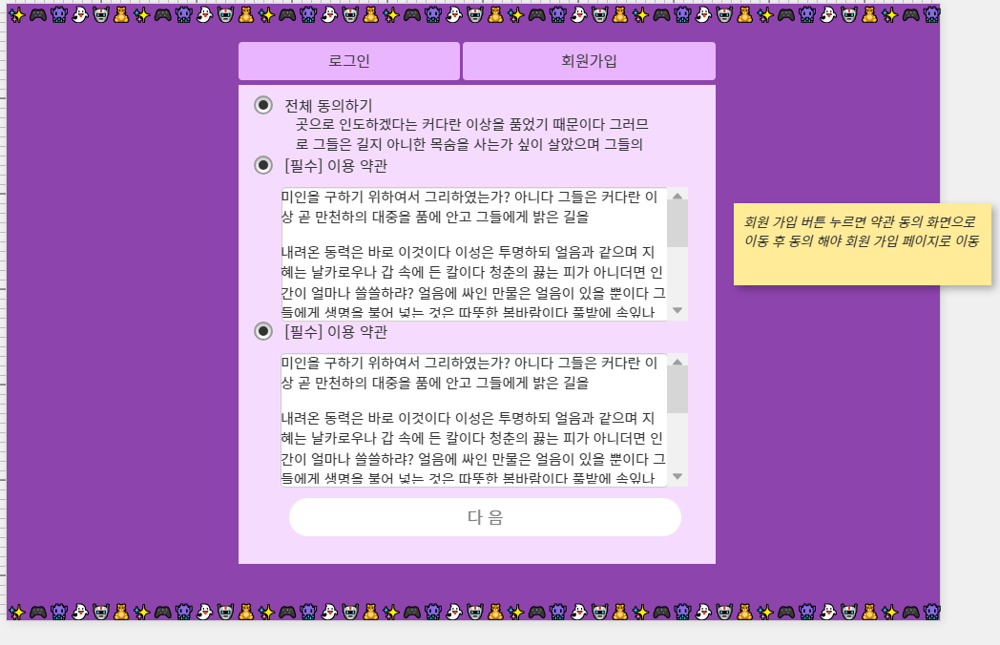 로그인
회원가입
전체 동의하기
곳으로 인도하겠다는 커다란 이상을 품었기 때문이다 그러므
로 그들은 길지 아니한 목숨을 사는가 싶이 살았으며 그들의
[필수] 이용 약관
미인을 구하기 위하여서 그리하였는가? 아니다 그들은 커다란 이
상 곧 만천하의 대중을 품에 안고 그들에게 밝은 길을
내려온 동력은 바로 이것이다 이성은 투명하되 얼음과 같으며 지
혜는 날카로우나 갑 속에 든 칼이다 청춘의 끓는 피가 아니더면 인
간이 얼마나 쓸쓸하랴? 얼음에 싸인 만물은 얼음이 있을 뿐이다 그
들에게 생명을 불어 넣는 것은 따뜻한 봄바람이다 풀밭에 속잎나
[필수] 이용 약관
미인을 구하기 위하여서 그리하였는가? 아니다 그들은 커다란 이
상 곧 만천하의 대중을 품에 안고 그들에게 밝은 길을
내려온 동력은 바로 이것이다 이성은 투명하되 얼음과 같으며 지
혜는 날카로우나 갑 속에 든 칼이다 청춘의 끓는 피가 아니더면 인
간이 얼마나 쓸쓸하랴? 얼음에 싸인 만물은 얼음이 있을 뿐이다 그
들에게 생명을 불어 넣는 것은 따뜻한 봄바람이다 풀밭에 속잎나
다 음
회원 가입 버튼 누르면 약관 동의 화면으로
이동 후 동의 해야 회원 가입 페이지로 이동